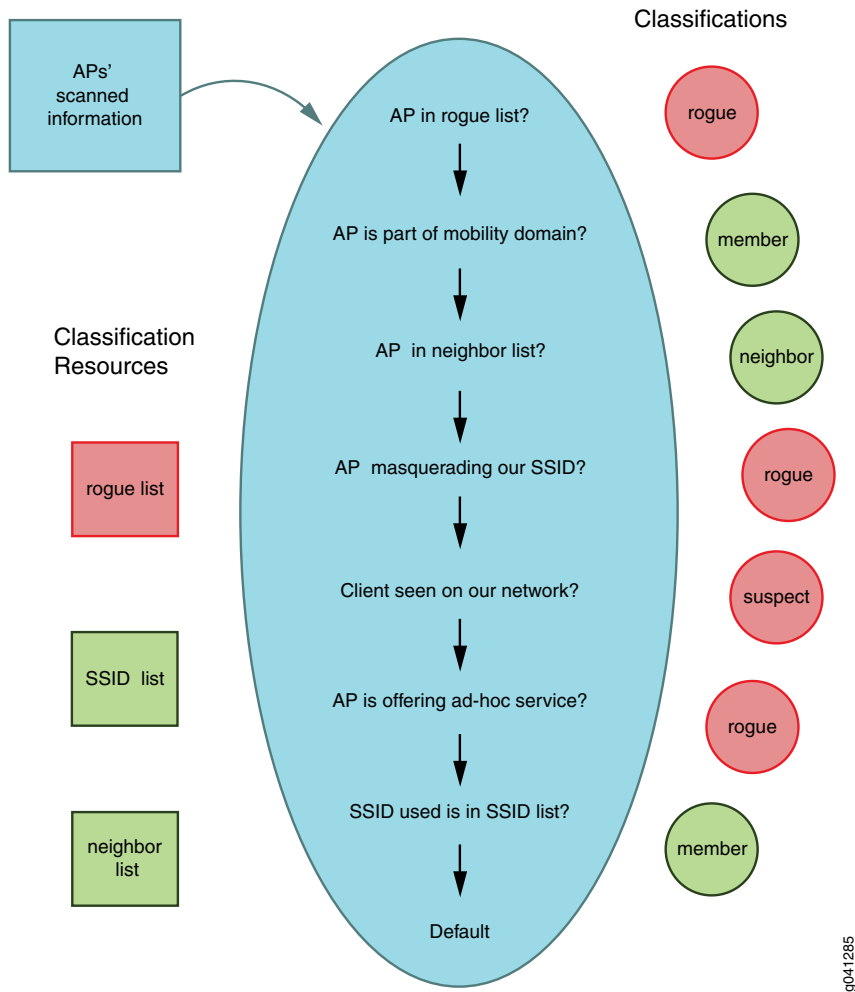 Classifications
APs'
scanned
information
AP in rogue list?
rogue
AP is part of mobility domain?
member
Classification
Resources
AP in neighbor list?
neighbor
rogue list
AP masquerading our SSID?
rogue
Client seen on our network?
suspect
SSID list
AP is offering ad-hoc service?
rogue
SSID used is in SSID list?
member
neighbor
list
Default
g041285